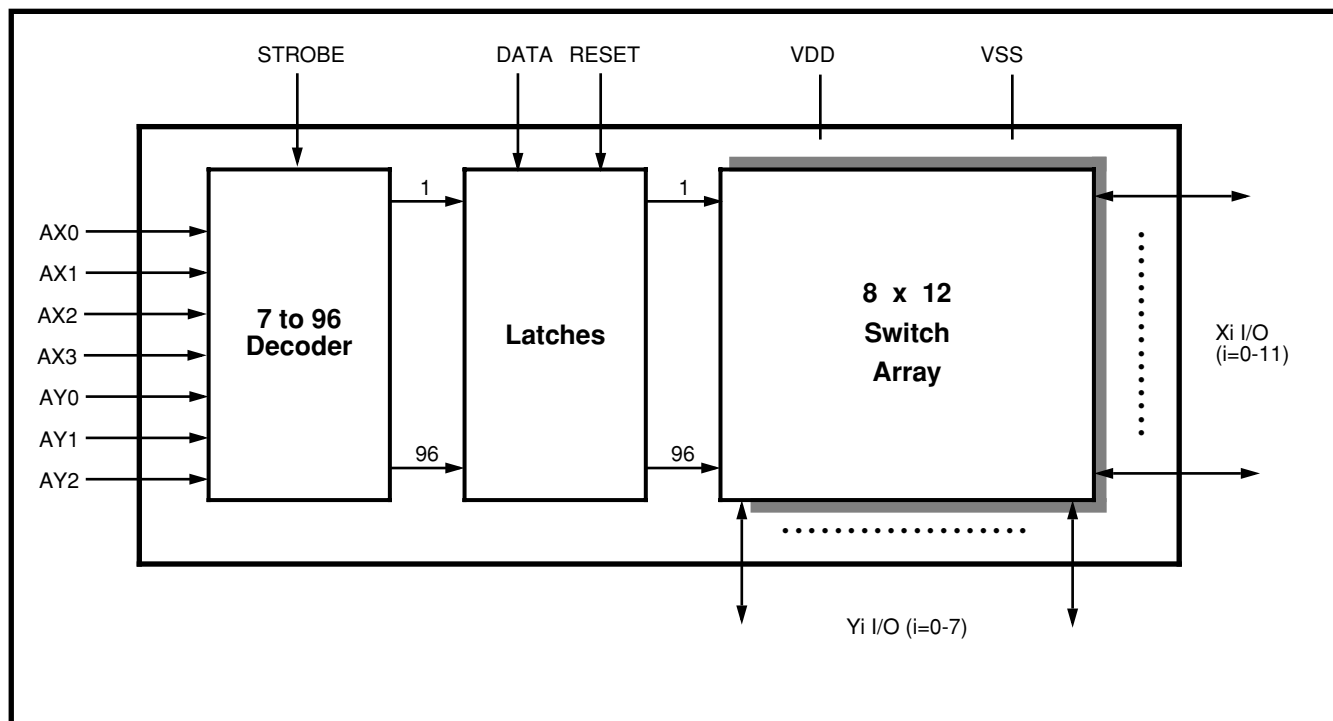 STROBE
DATA
RESET
VDD
VSS
AX0
AX1
AX2
AX3
AY0
AY1
AY2
7 to 96
Decoder
1
96
Latches
1
96
8 x 12
Switch
Array
Xi I/O
(i=0-11)
Yi I/O (i=0-7)